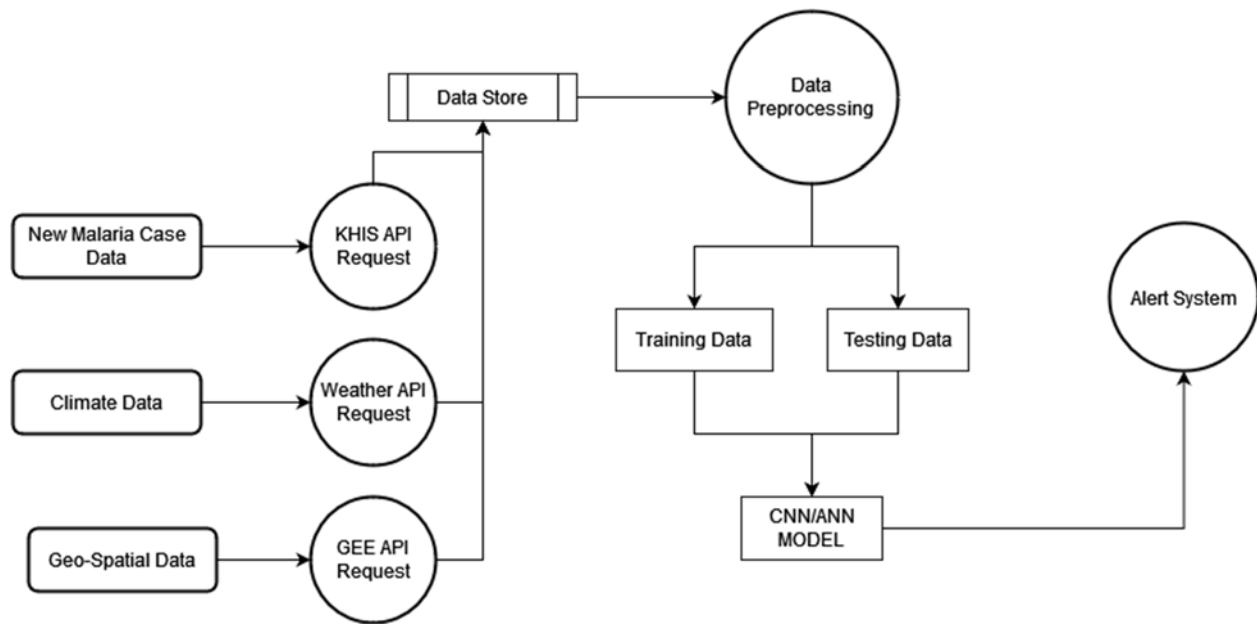 Data Store
Data
Preprocessing
New Malaria Case
Data
KHIS API
Request
Climate Data
Weather API
Request
Geo-Spatial Data
GEE API
Request
Training Data
Testing Data
CNN/ANN
MODEL
Alert System